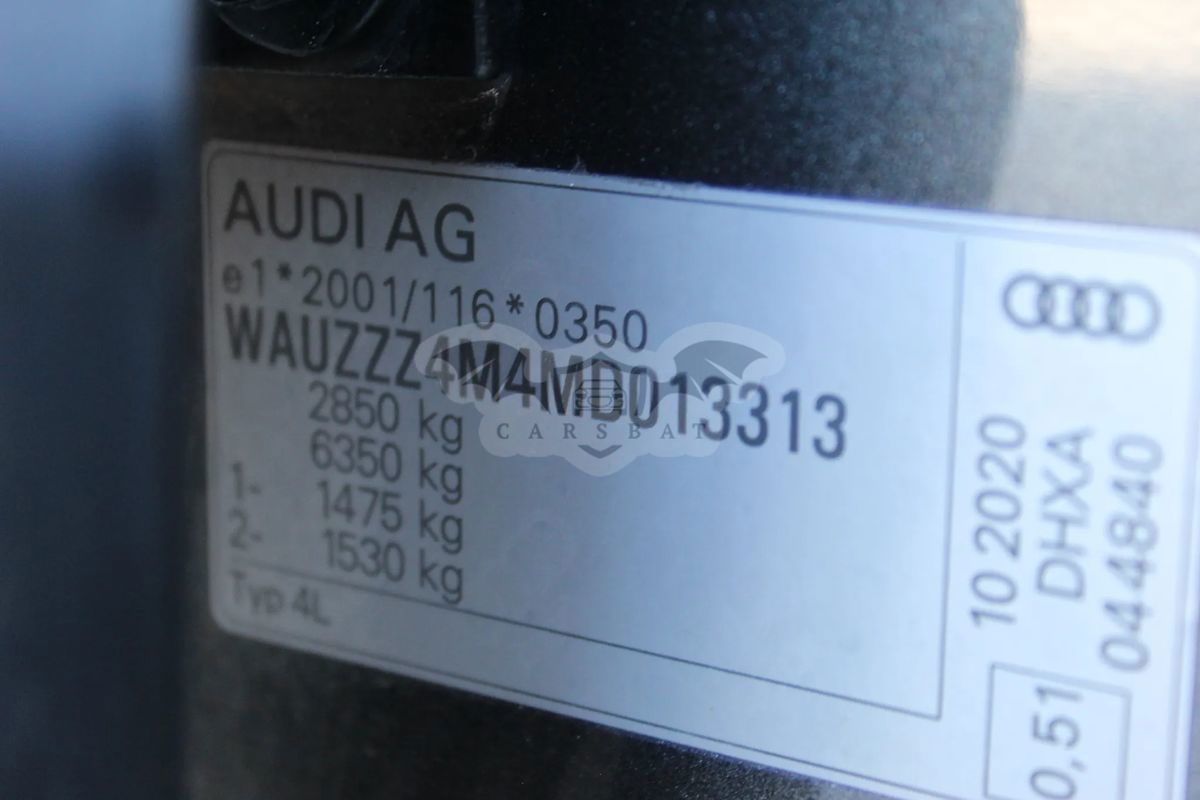 AUDI AG
e1*2001/116*0350
WAUZZZ4M4MD013313
2850 kg
6350 kg
1- 1475 kg
2- 1530 kg
Typ 4L
10 2020
DHXA
044840
0,51
CARSBAT